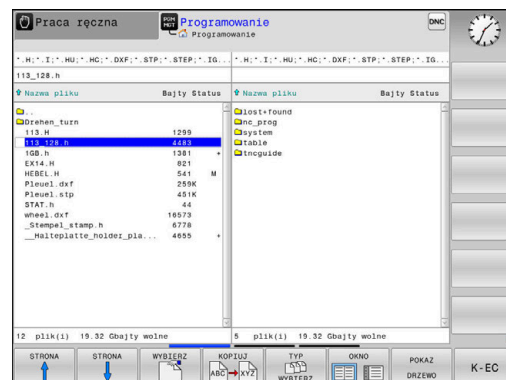 Praca ręczna
PGM MGT Programowanie
Programowanie
DNC
*.H;*.I;*.HU;*.HC;*.DXF;*.STP;*.STEP;*.IG...
*.H;*.I;*.HU;*.HC;*.DXF;*.STP;*.STEP;*.IG...
113_128.h
Nazwa pliku Bajty Status
Nazwa pliku Bajty Status
..
Drehen_turn
113.H 1299
113_128.h 4483
1GB.h 1381 +
EX14.H 821
HEBEL.H 541 M
Pleuel.dxf 259K
Pleuel.stp 451K
STAT.h 44
wheel.dxf 16573
_Stempel_stamp.h 6778
__Halteplatte_holder_pla... 4655 +
lost+found
nc_prog
system
table
tncguide
12 plik(i) 19.32 Gbajty wolne
5 plik(i) 19.32 Gbajty wolne
STRONA
STRONA
WYBIERZ
KOPIUJ
ABC XYZ
TYP
WYBIERZ
OKNO
POKAZ
DRZEWO
K-EC